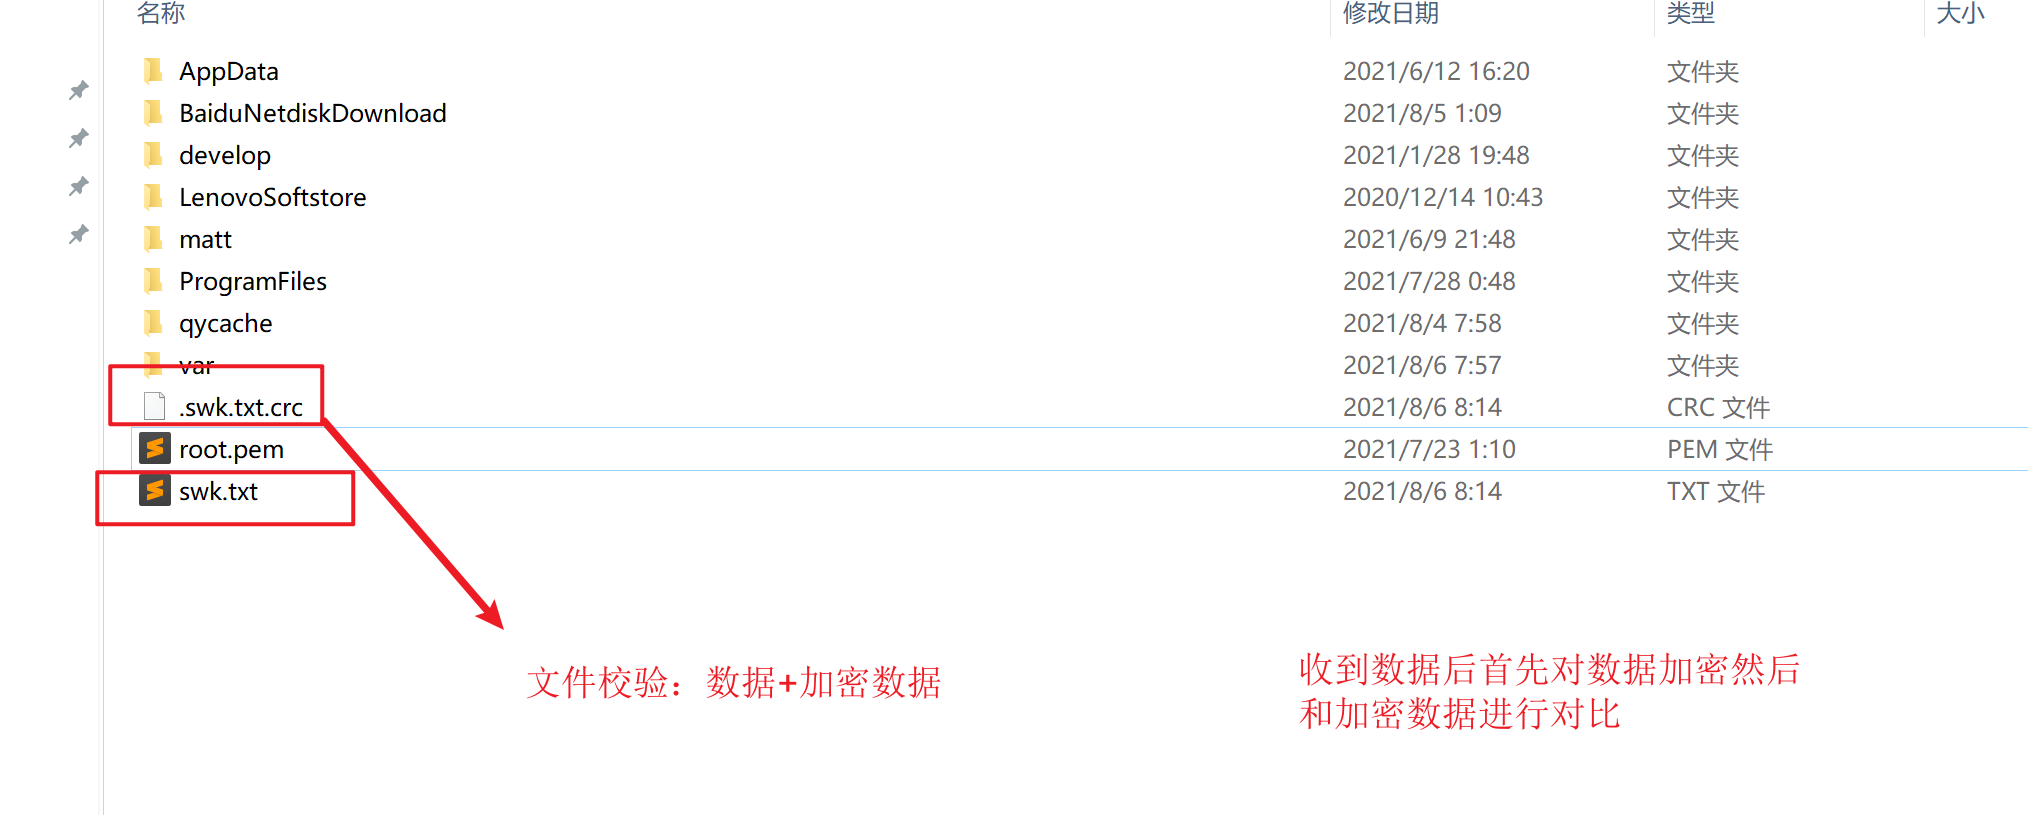 名称 修改日期 类型 大小
AppData 2021/6/12 16:20 文件夹
BaiduNetdiskDownload 2021/8/5 1:09 文件夹
develop 2021/1/28 19:48 文件夹
LenovoSoftstore 2020/12/14 10:43 文件夹
matt 2021/6/9 21:48 文件夹
ProgramFiles 2021/7/28 0:48 文件夹
qycache 2021/8/4 7:58 文件夹
var 2021/8/6 7:57 文件夹
.swk.txt.crc 2021/8/6 8:14 CRC 文件
root.pem 2021/7/23 1:10 PEM 文件
swk.txt 2021/8/6 8:14 TXT 文件
文件校验：数据+加密数据
收到数据后首先对数据加密然后
和加密数据进行对比